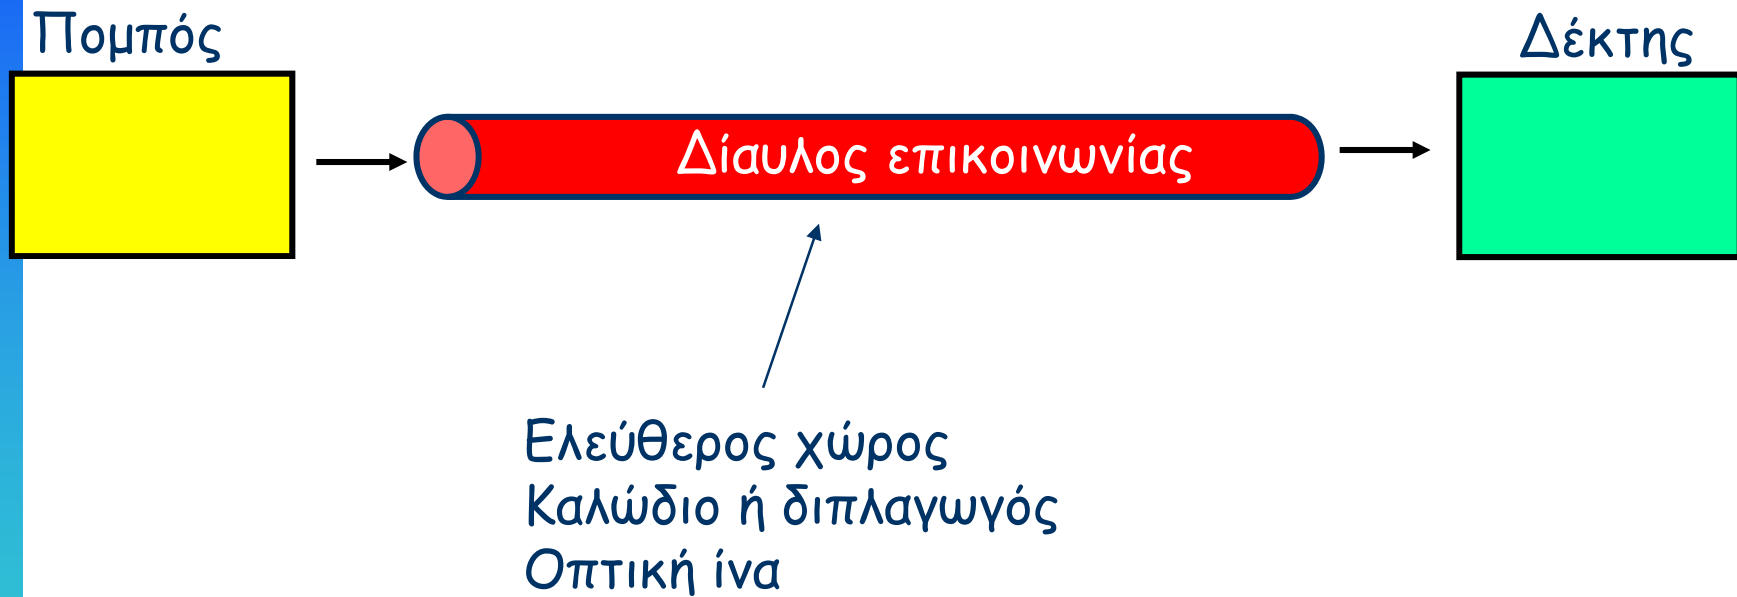 Πομπός
Δέκτης
Δίαυλος επικοινωνίας
Ελεύθερος χώρος
Καλώδιο ή διπλαγωγός
Οπτική ίνα